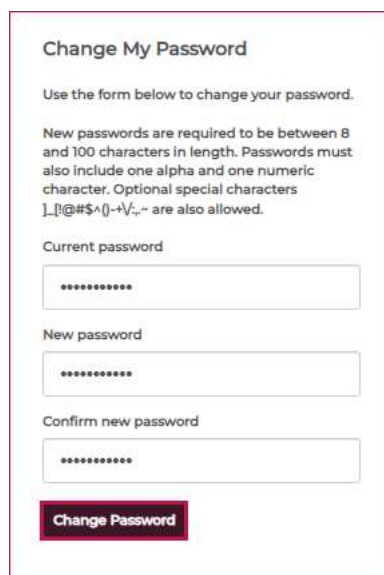 Change My Password
Use the form below to change your password.
New passwords are required to be between 8
and 100 characters in length. Passwords must
also include one alpha and one numeric
character. Optional special characters
]_[!@#$^()-+\/:,.~ are also allowed.
Current password
•••••••••••
New password
•••••••••••
Confirm new password
•••••••••••
Change Password